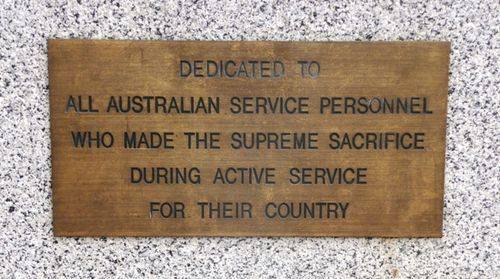 DEDICATED TO
ALL AUSTRALIAN SERVICE PERSONNEL
WHO MADE THE SUPREME SACRIFICE
DURING ACTIVE SERVICE
FOR THEIR COUNTRY